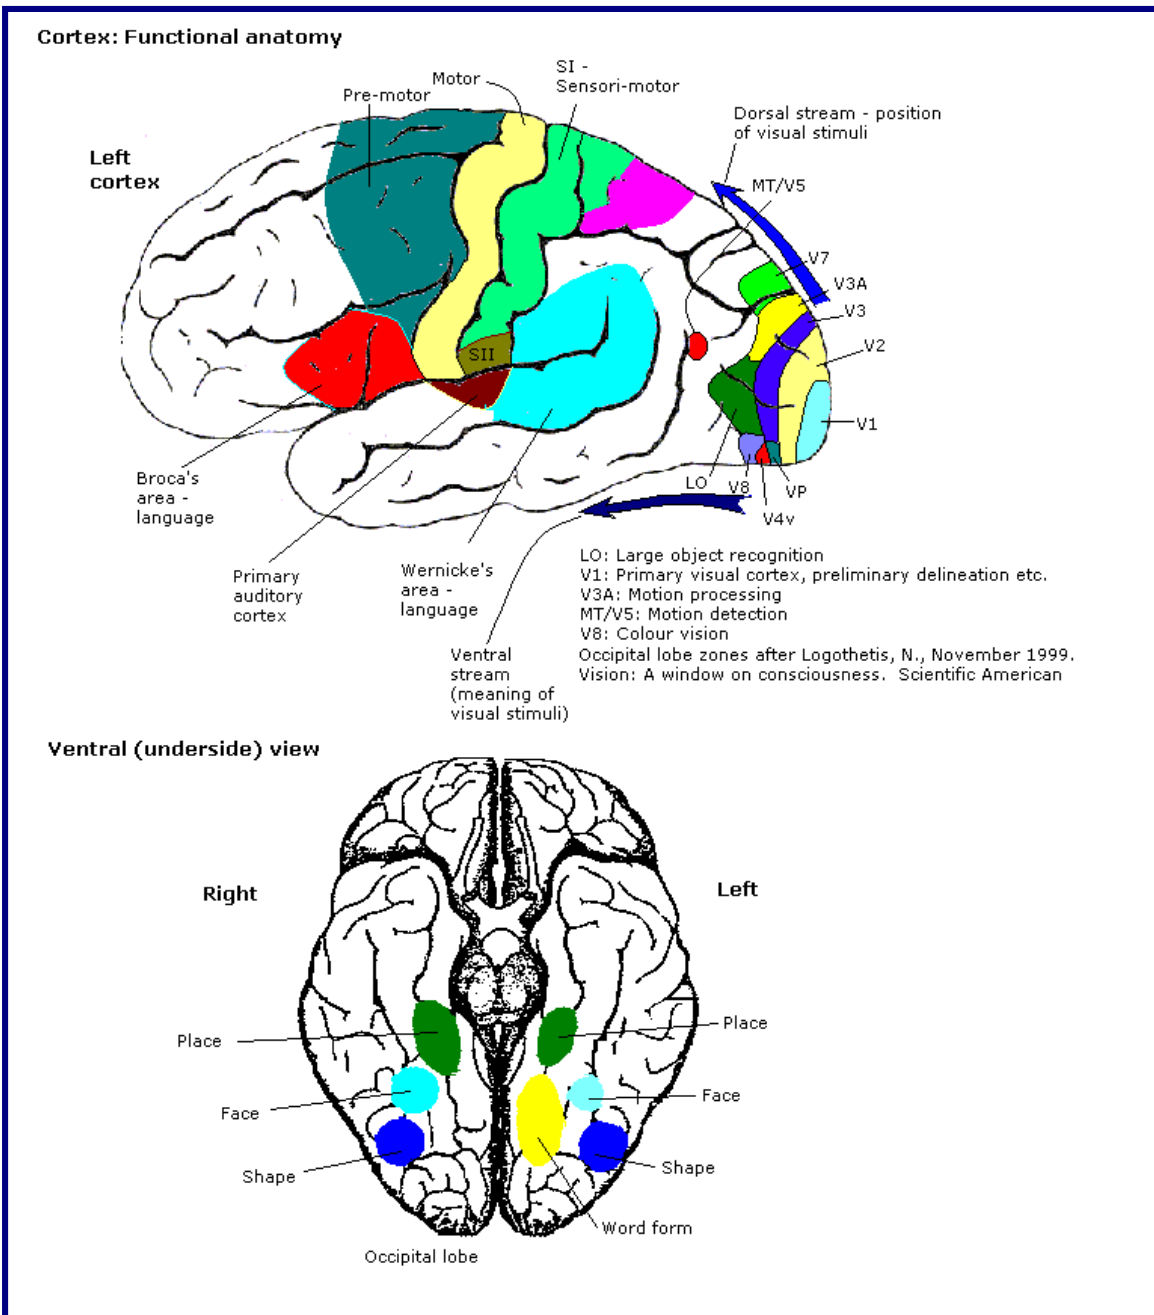 Cortex: Functional anatomy
SI -
Sensori-motor
Motor
Pre-motor
Dorsal stream - position
of visual stimuli
Left
cortex
MT/V5
V7
V3A
V3
V2
SII
V1
Broca's
area -
language
LO
V8
VP
V4v
Primary
auditory
cortex
Wernicke's
area -
language
LO: Large object recognition
V1: Primary visual cortex, preliminary delineation etc.
V3A: Motion processing
MT/V5: Motion detection
V8: Colour vision
Occipital lobe zones after Logothetis, N., November 1999.
Vision: A window on consciousness.  Scientific American
Ventral
stream
(meaning of
visual stimuli)
Ventral (underside) view
Right
Left
Place
Place
Face
Face
Shape
Shape
Word form
Occipital lobe